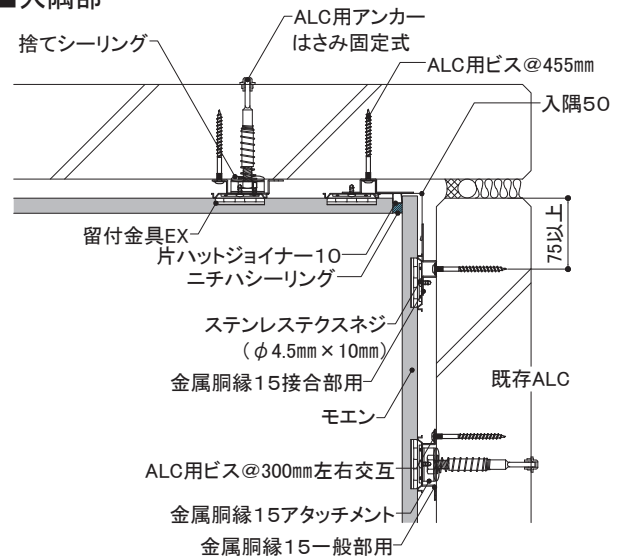 ■入隅部
ALC用アンカー
はさみ固定式
捨てシーリング
ALC用ビス@455mm
入隅50
75以上
留付金具EX
片ハットジョイナー10
ニチハシーリング
ステンレステクスネジ
(φ4.5mm×10mm)
金属胴縁15接合部用
既存ALC
モエン
ALC用ビス@300mm左右交互
金属胴縁15アタッチメント
金属胴縁15一般部用